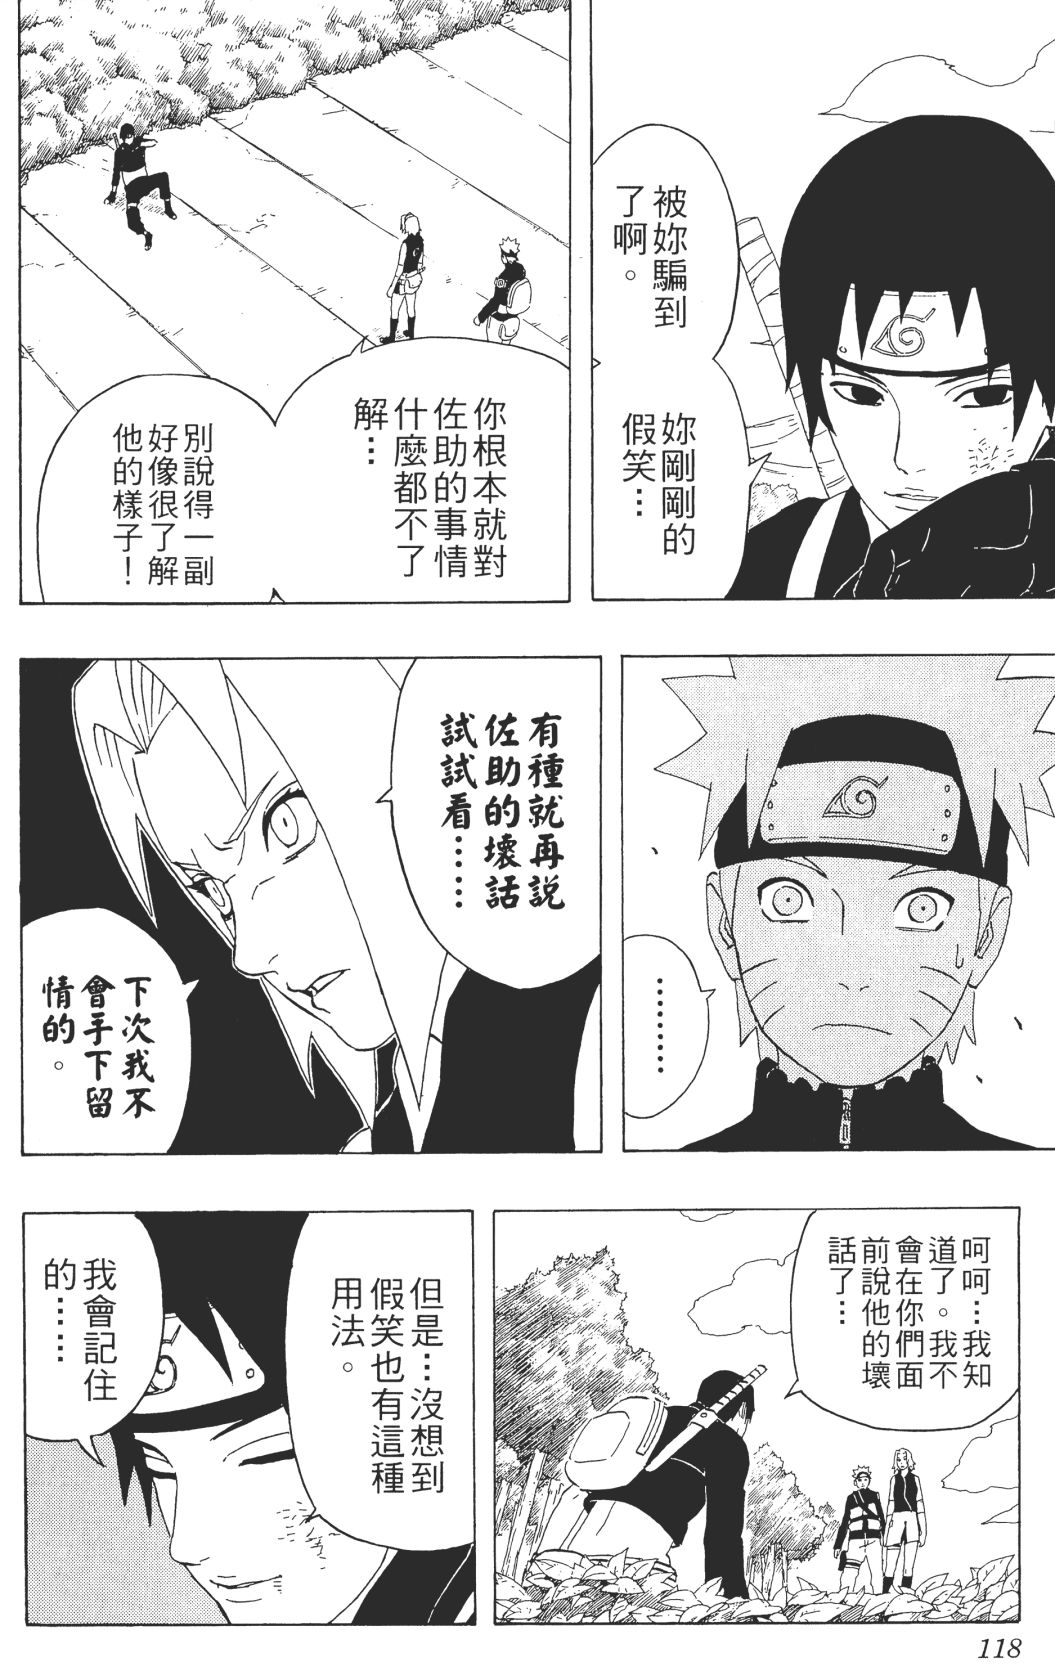 被妳騙到
了啊。
妳剛剛的
假笑…
你根本就對
佐助的事情
什麼都不了
解…
別說得一副
好像很了解
他的樣子！
………
有種就再說
佐助的壞話
試試看……
下次我不
會手下留
情的。
呵呵…我知
道了。我不
會在你們面
前說他的壞
話了…
但是…沒想到
假笑也有這種
用法。
我會記住
的……
118